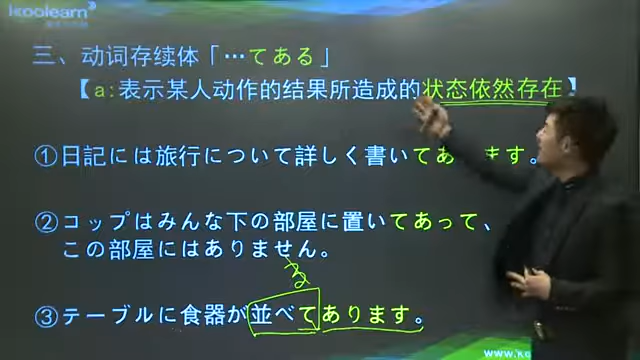 koolearn
三、动词存续体「…てある」
【a:表示某人动作的结果所造成的状态依然存在】
①日記には旅行について詳しく書いてあ ます。
②コップはみんな下の部屋に置いてあって、
この部屋にはありません。
る
③テーブルに食器が並べてあります。